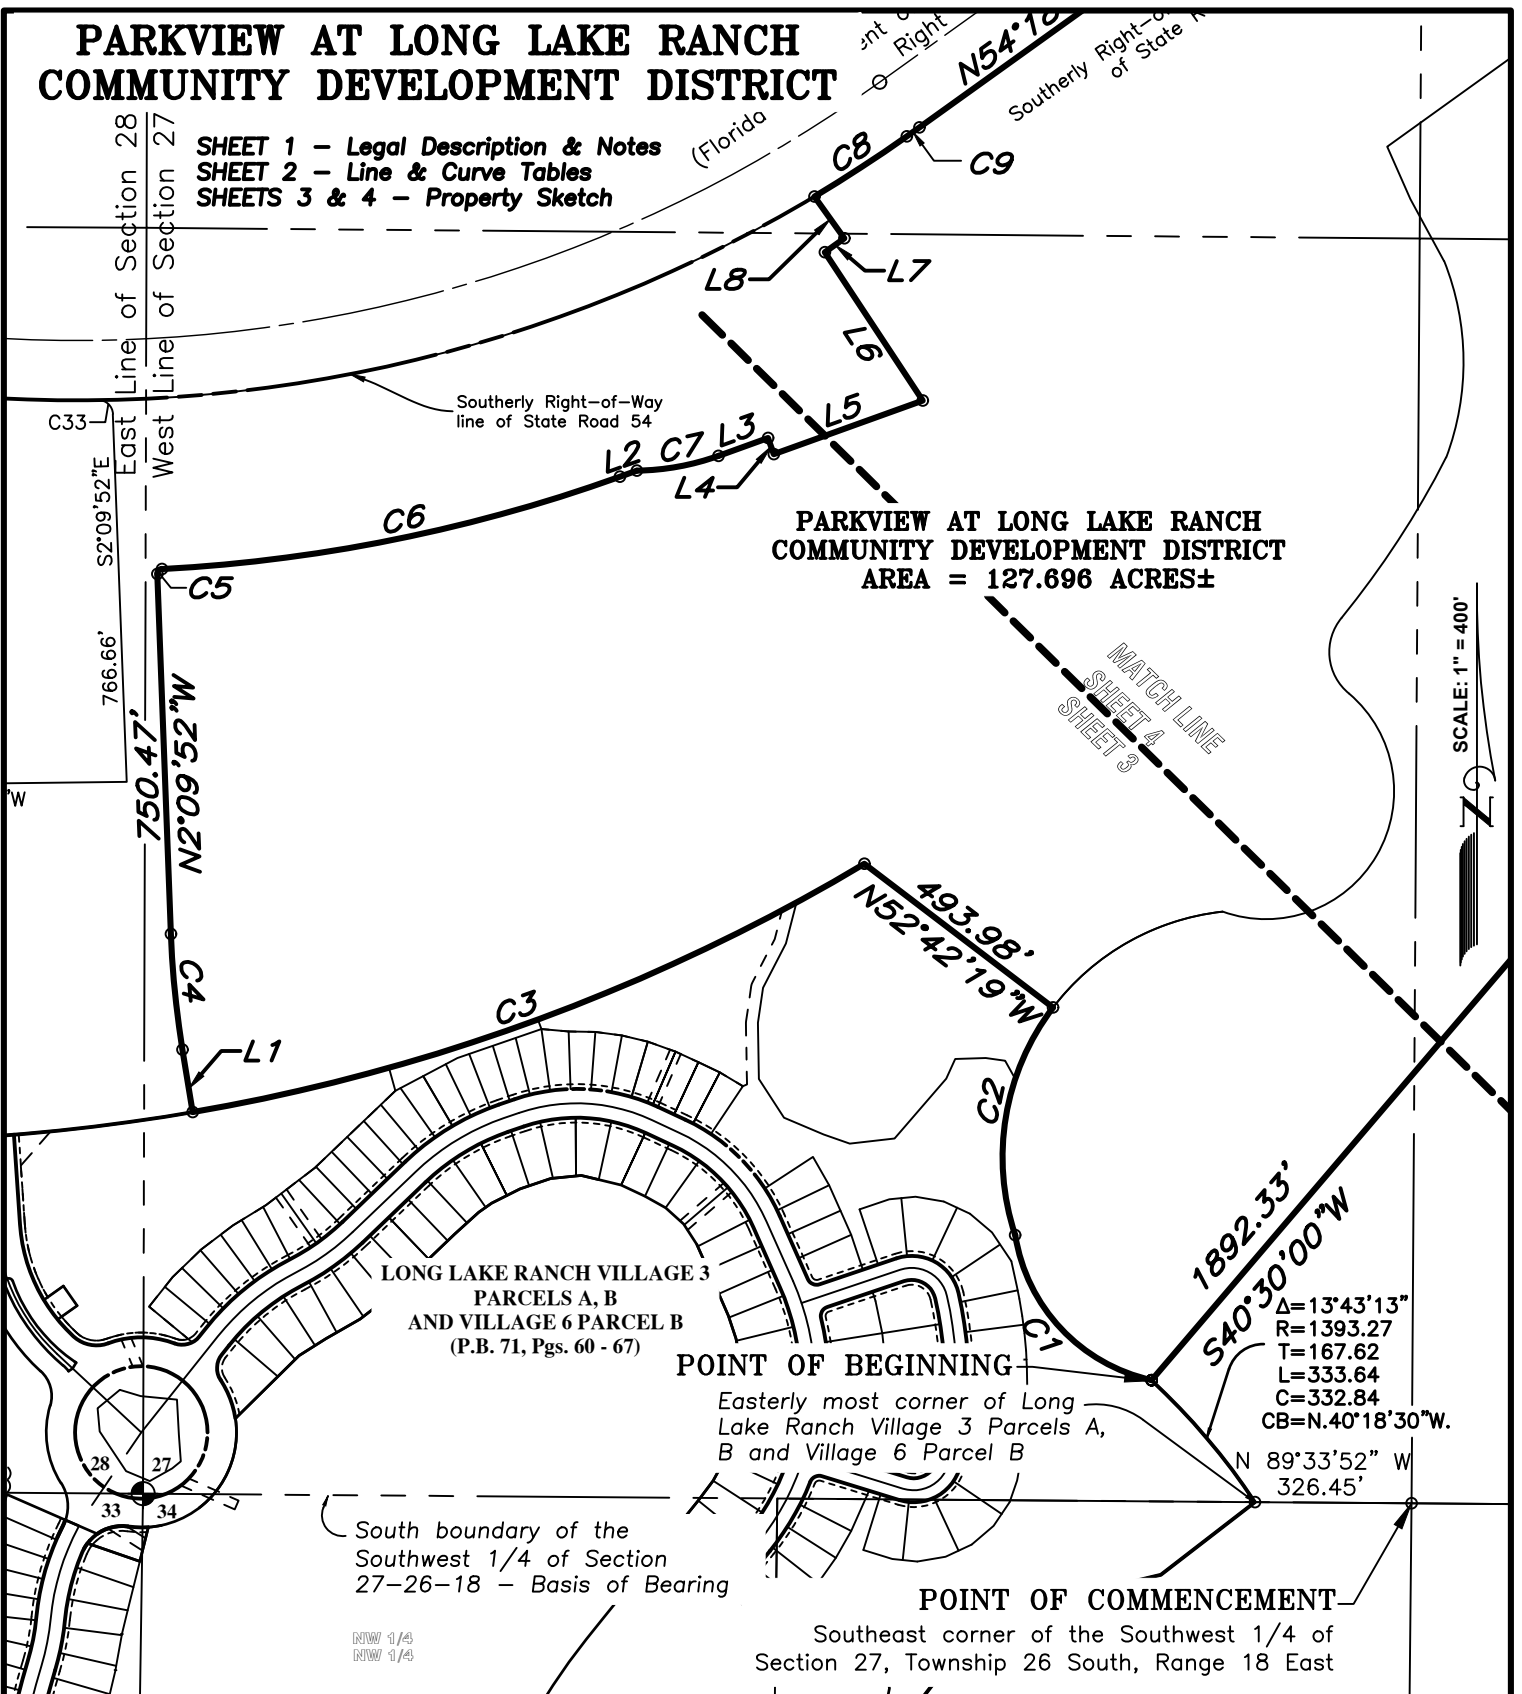 PARKVIEW AT LONG LAKE RANCH
COMMUNITY DEVELOPMENT DISTRICT
SHEET 1 – Legal Description & Notes
SHEET 2 – Line & Curve Tables
SHEETS 3 & 4 – Property Sketch
East Line of Section 28
West Line of Section 27
(Florida
Right
N54°18
Southerly Right-o
of State
C8
C9
L8
L7
L6
L5
L3
L4
C7
L2
C6
C5
C33
S2°09'52"E
766.66'
Southerly Right-of-Way
line of State Road 54
PARKVIEW AT LONG LAKE RANCH
COMMUNITY DEVELOPMENT DISTRICT
AREA = 127.696 ACRES±
MATCH LINE
SHEET 4
SHEET 3
SCALE: 1" = 400'
N
750.47'
N2°09'52"W
'W
C4
L1
C3
493.98'
N52°42'19"W
C2
C1
1892.33'
S40°30'00"W
Δ=13°43'13"
R=1393.27
T=167.62
L=333.64
C=332.84
CB=N.40°18'30"W.
N 89°33'52" W
326.45'
LONG LAKE RANCH VILLAGE 3
PARCELS A, B
AND VILLAGE 6 PARCEL B
(P.B. 71, Pgs. 60 - 67)
POINT OF BEGINNING
Easterly most corner of Long
Lake Ranch Village 3 Parcels A,
B and Village 6 Parcel B
28 27
33 34
South boundary of the
Southwest 1/4 of Section
27–26–18 – Basis of Bearing
NW 1/4
NW 1/4
POINT OF COMMENCEMENT
Southeast corner of the Southwest 1/4 of
Section 27, Township 26 South, Range 18 East